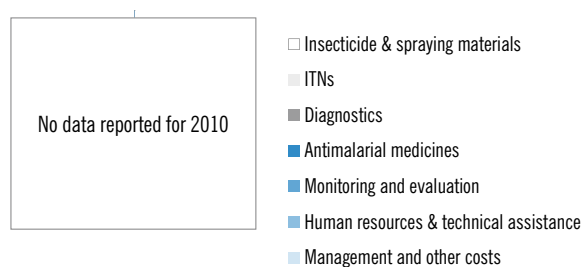 No data reported for 2010
Insecticide & spraying materials
ITNs
Diagnostics
Antimalarial medicines
Monitoring and evaluation
Human resources & technical assistance
Management and other costs